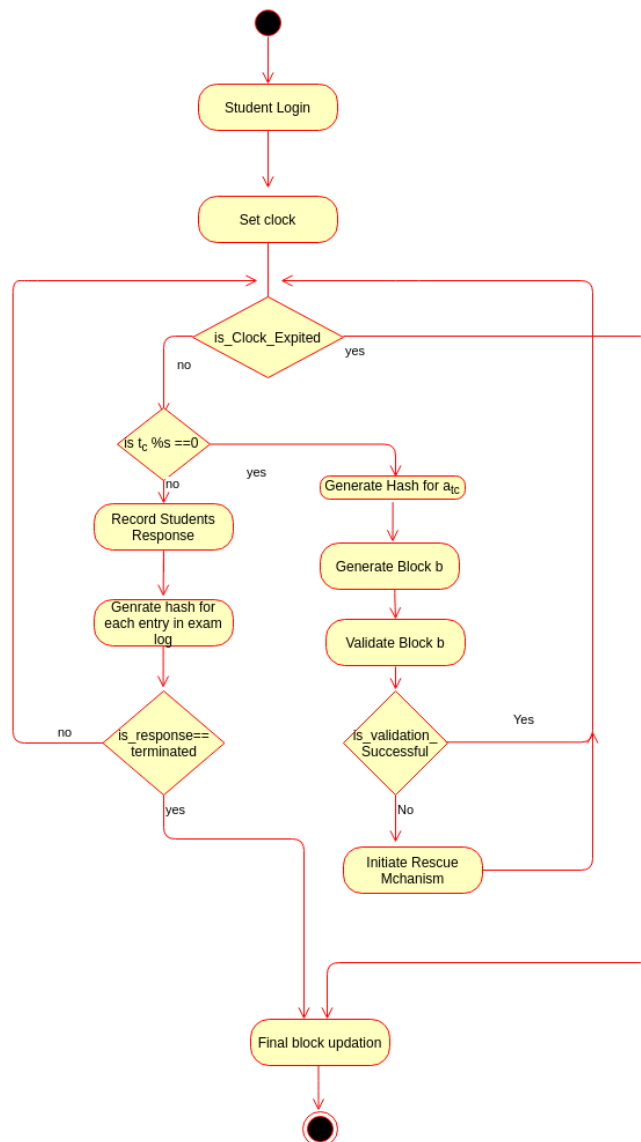 Student Login
Set clock
is_Clock_Expited
no
yes
is tc %s ==0
yes
no
Generate Hash for atc
Record Students
Response
Generate Block b
Genrate hash for
each entry in exam
log
Validate Block b
no
is_response==
terminated
is_validation_
Successful
Yes
yes
No
Initiate Rescue
Mchanism
Final block updation